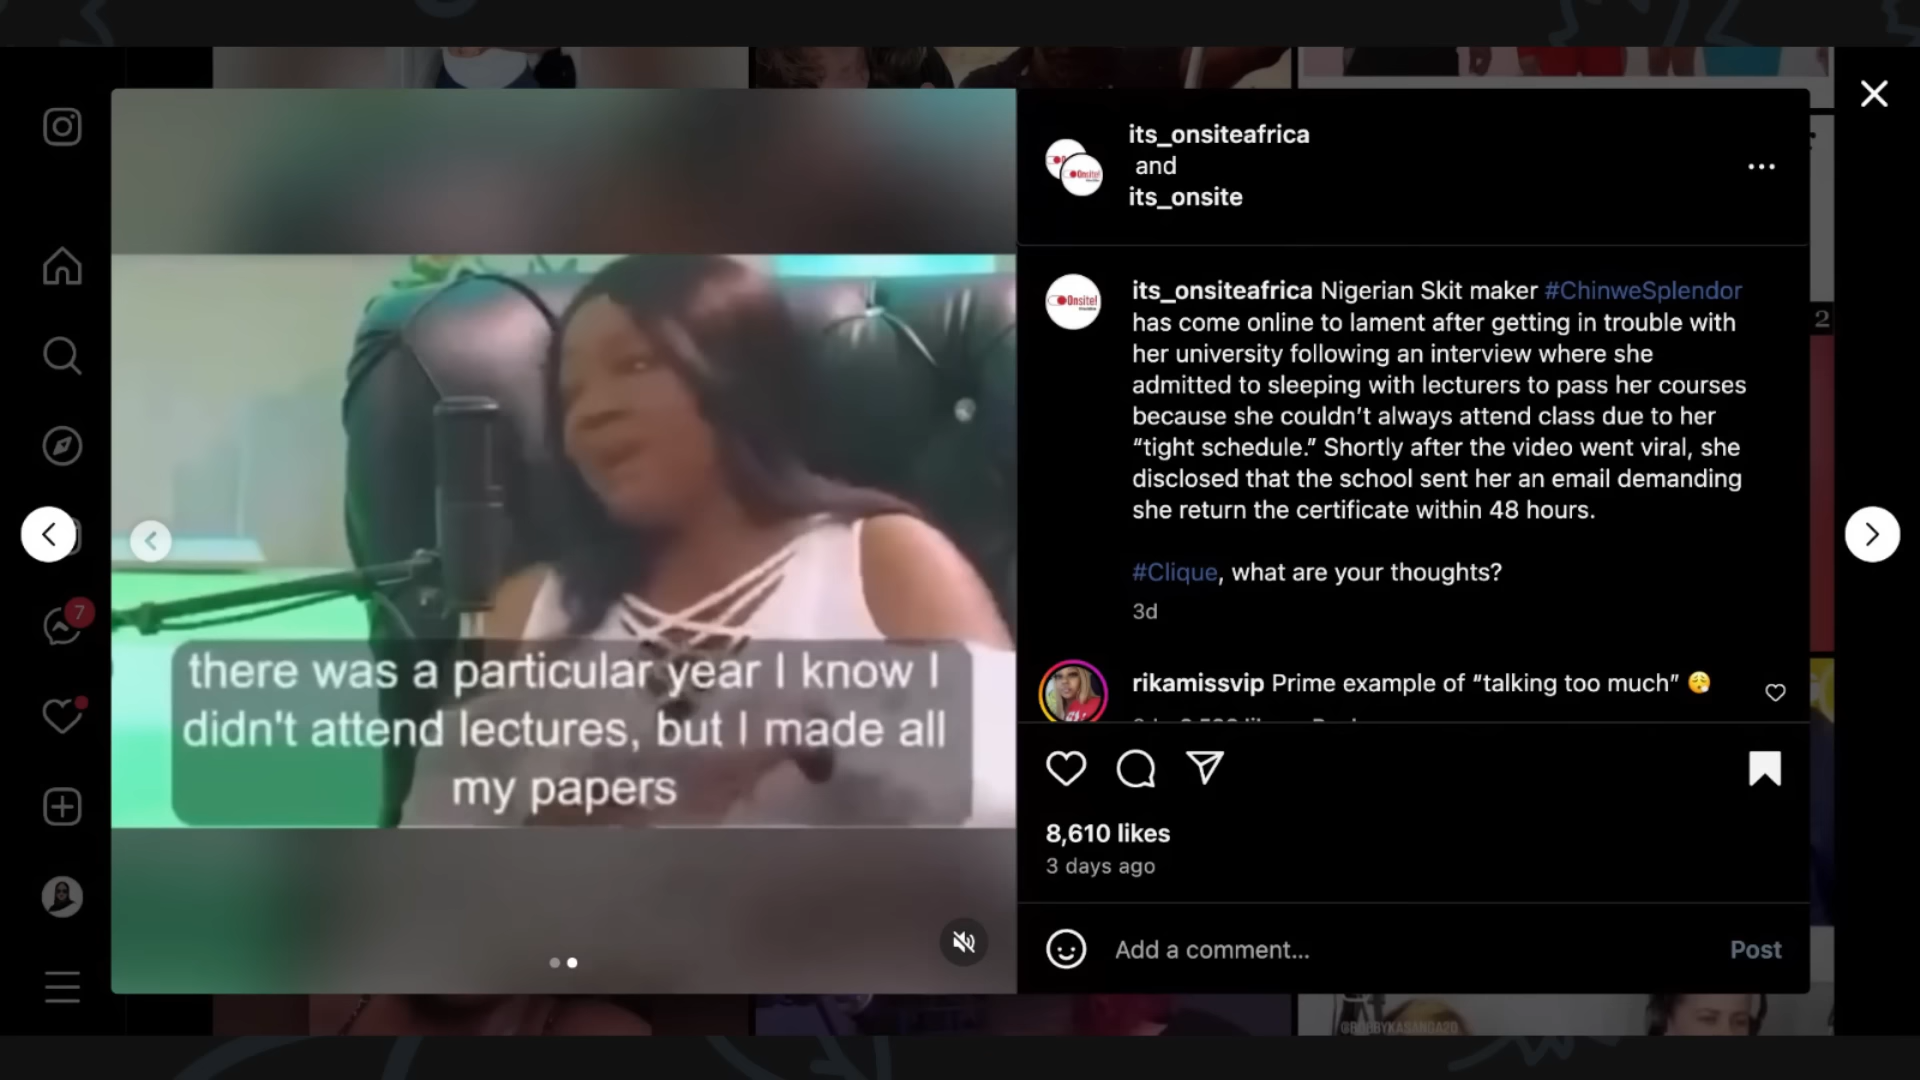 its_onsiteafrica
and
its_onsite
Onsite!
its_onsiteafrica Nigerian Skit maker #ChinweSplendor
has come online to lament after getting in trouble with
her university following an interview where she
admitted to sleeping with lecturers to pass her courses
because she couldn't always attend class due to her
“tight schedule.” Shortly after the video went viral, she
disclosed that the school sent her an email demanding
she return the certificate within 48 hours.
#Clique, what are your thoughts?
3d
rikamissvip Prime example of “talking too much” 😮‍💨
8,610 likes
3 days ago
Add a comment...
Post
there was a particular year I know I
didn't attend lectures, but I made all
my papers
7
2
@BOBBYKASANGA20